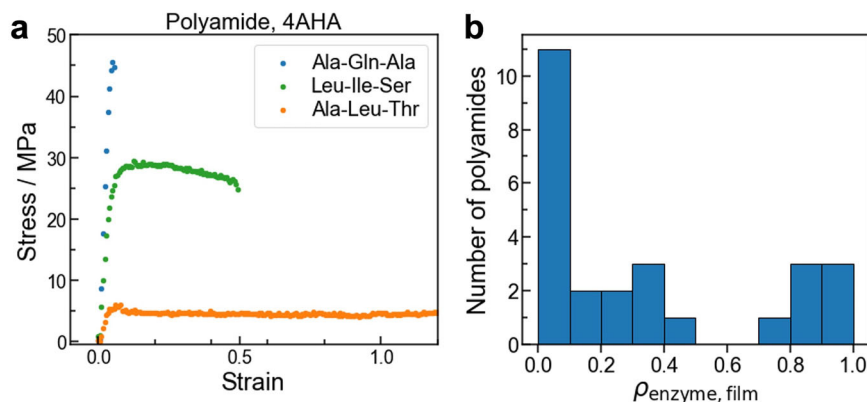 a
Polyamide, 4AHA
50
40
30
20
10
0
Stress / MPa
Ala-Gln-Ala
Leu-Ile-Ser
Ala-Leu-Thr
0.0 0.5 1.0
Strain
b
10
8
6
4
2
0
Number of polyamides
0.0 0.2 0.4 0.6 0.8 1.0
ρenzyme, film